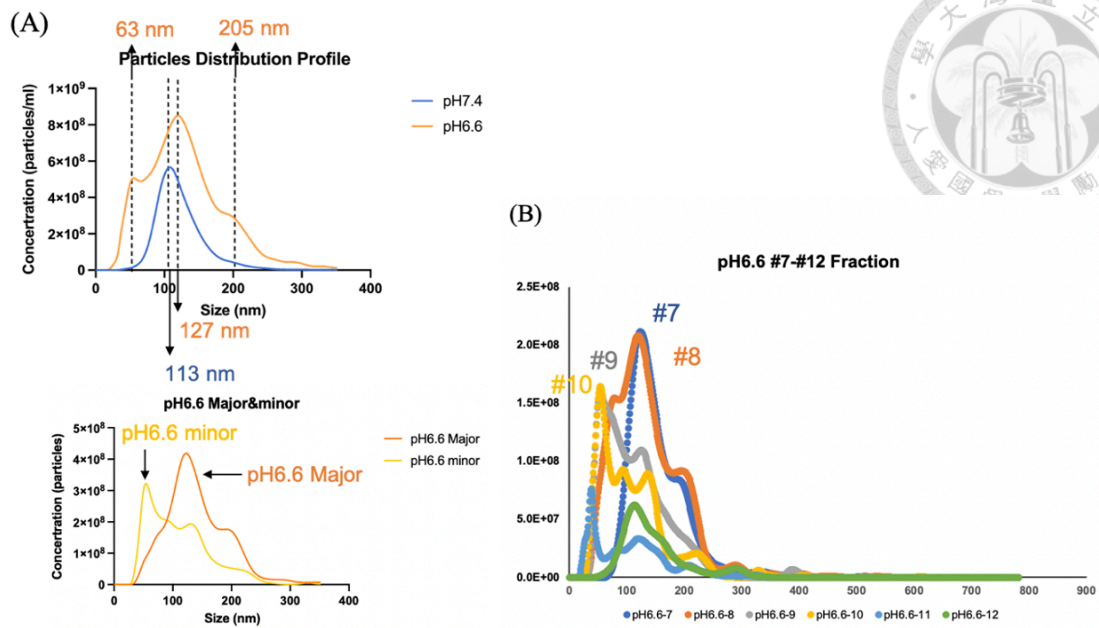 (A)
63 nm
205 nm
Particles Distribution Profile
1×10⁹
8×10⁸
6×10⁸
4×10⁸
2×10⁸
0
Concertration (particles/ml)
0 100 200 300 400
Size (nm)
pH7.4
pH6.6
127 nm
113 nm
pH6.6 Major&minor
pH6.6 minor
pH6.6 Major
5×10⁸
4×10⁸
3×10⁸
2×10⁸
1×10⁸
0
Concertration (particles)
0 100 200 300 400
Size (nm)
pH6.6 Major
pH6.6 minor
(B)
pH6.6 #7-#12 Fraction
2.5E+08
2.0E+08
1.5E+08
1.0E+08
5.0E+07
0.0E+00
#7
#8
#9
#10
0 100 200 300 400 500 600 700 800 900
pH6.6-7 pH6.6-8 pH6.6-9 pH6.6-10 pH6.6-11 pH6.6-12